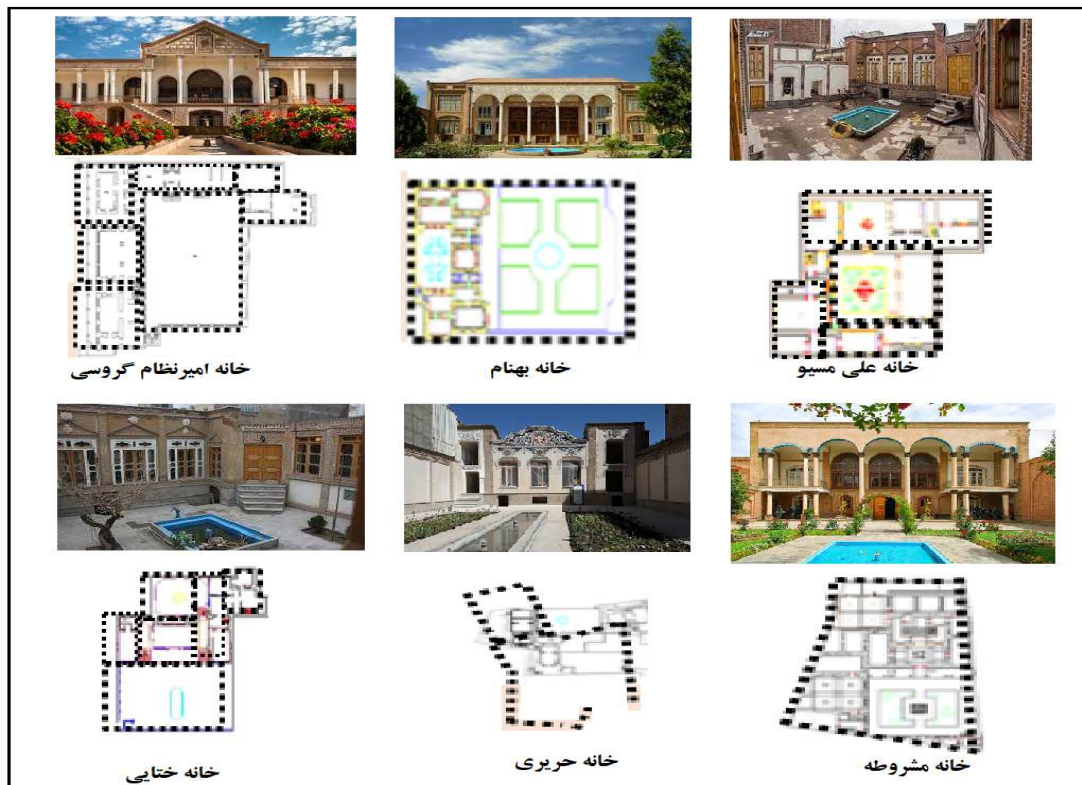 خانه علی مسیو
خانه بهنام
خانه امیرنظام گروسی
خانه مشروطه
خانه حریری
خانه ختایی